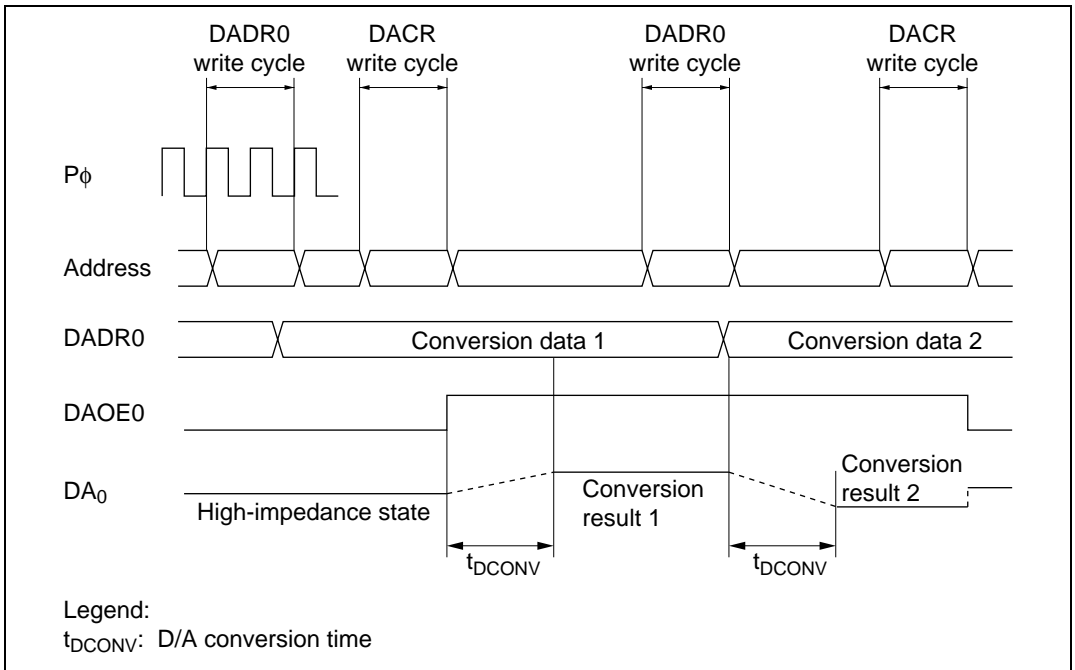 DADR0 write cycle
DACR write cycle
DADR0 write cycle
DACR write cycle
Pϕ
Address
DADR0
Conversion data 1
Conversion data 2
DAOE0
DA0
High-impedance state
Conversion
result 1
Conversion
result 2
tDCONV
tDCONV
Legend:
tDCONV: D/A conversion time